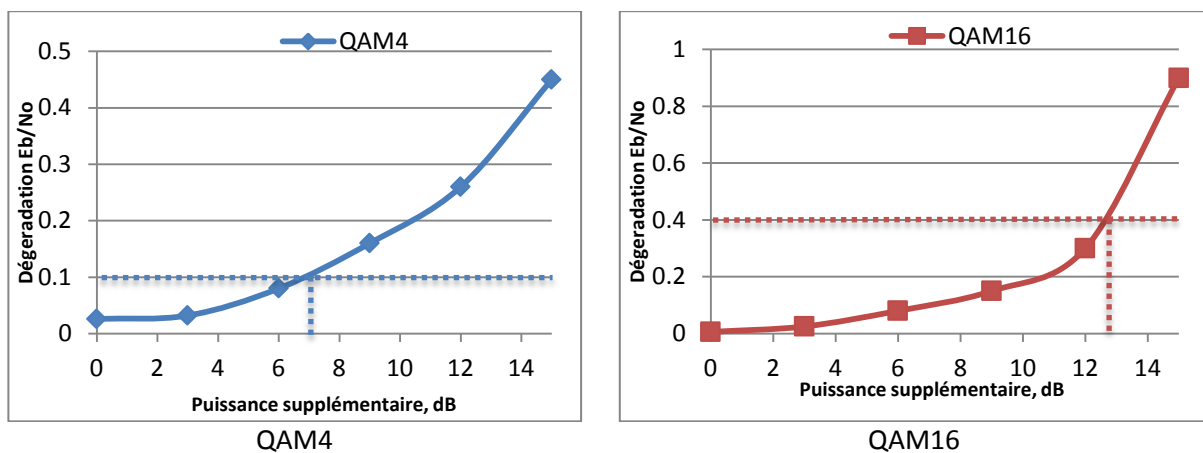 QAM4
0.5
0.4
0.3
0.2
0.1
0
Dégeradation Eb/No
0 2 4 6 8 10 12 14
Puissance supplémentaire, dB
QAM4
QAM16
1
0.8
0.6
0.4
0.2
0
Dégeradation Eb/No
0 2 4 6 8 10 12 14
Puissance supplémentaire, dB
QAM16